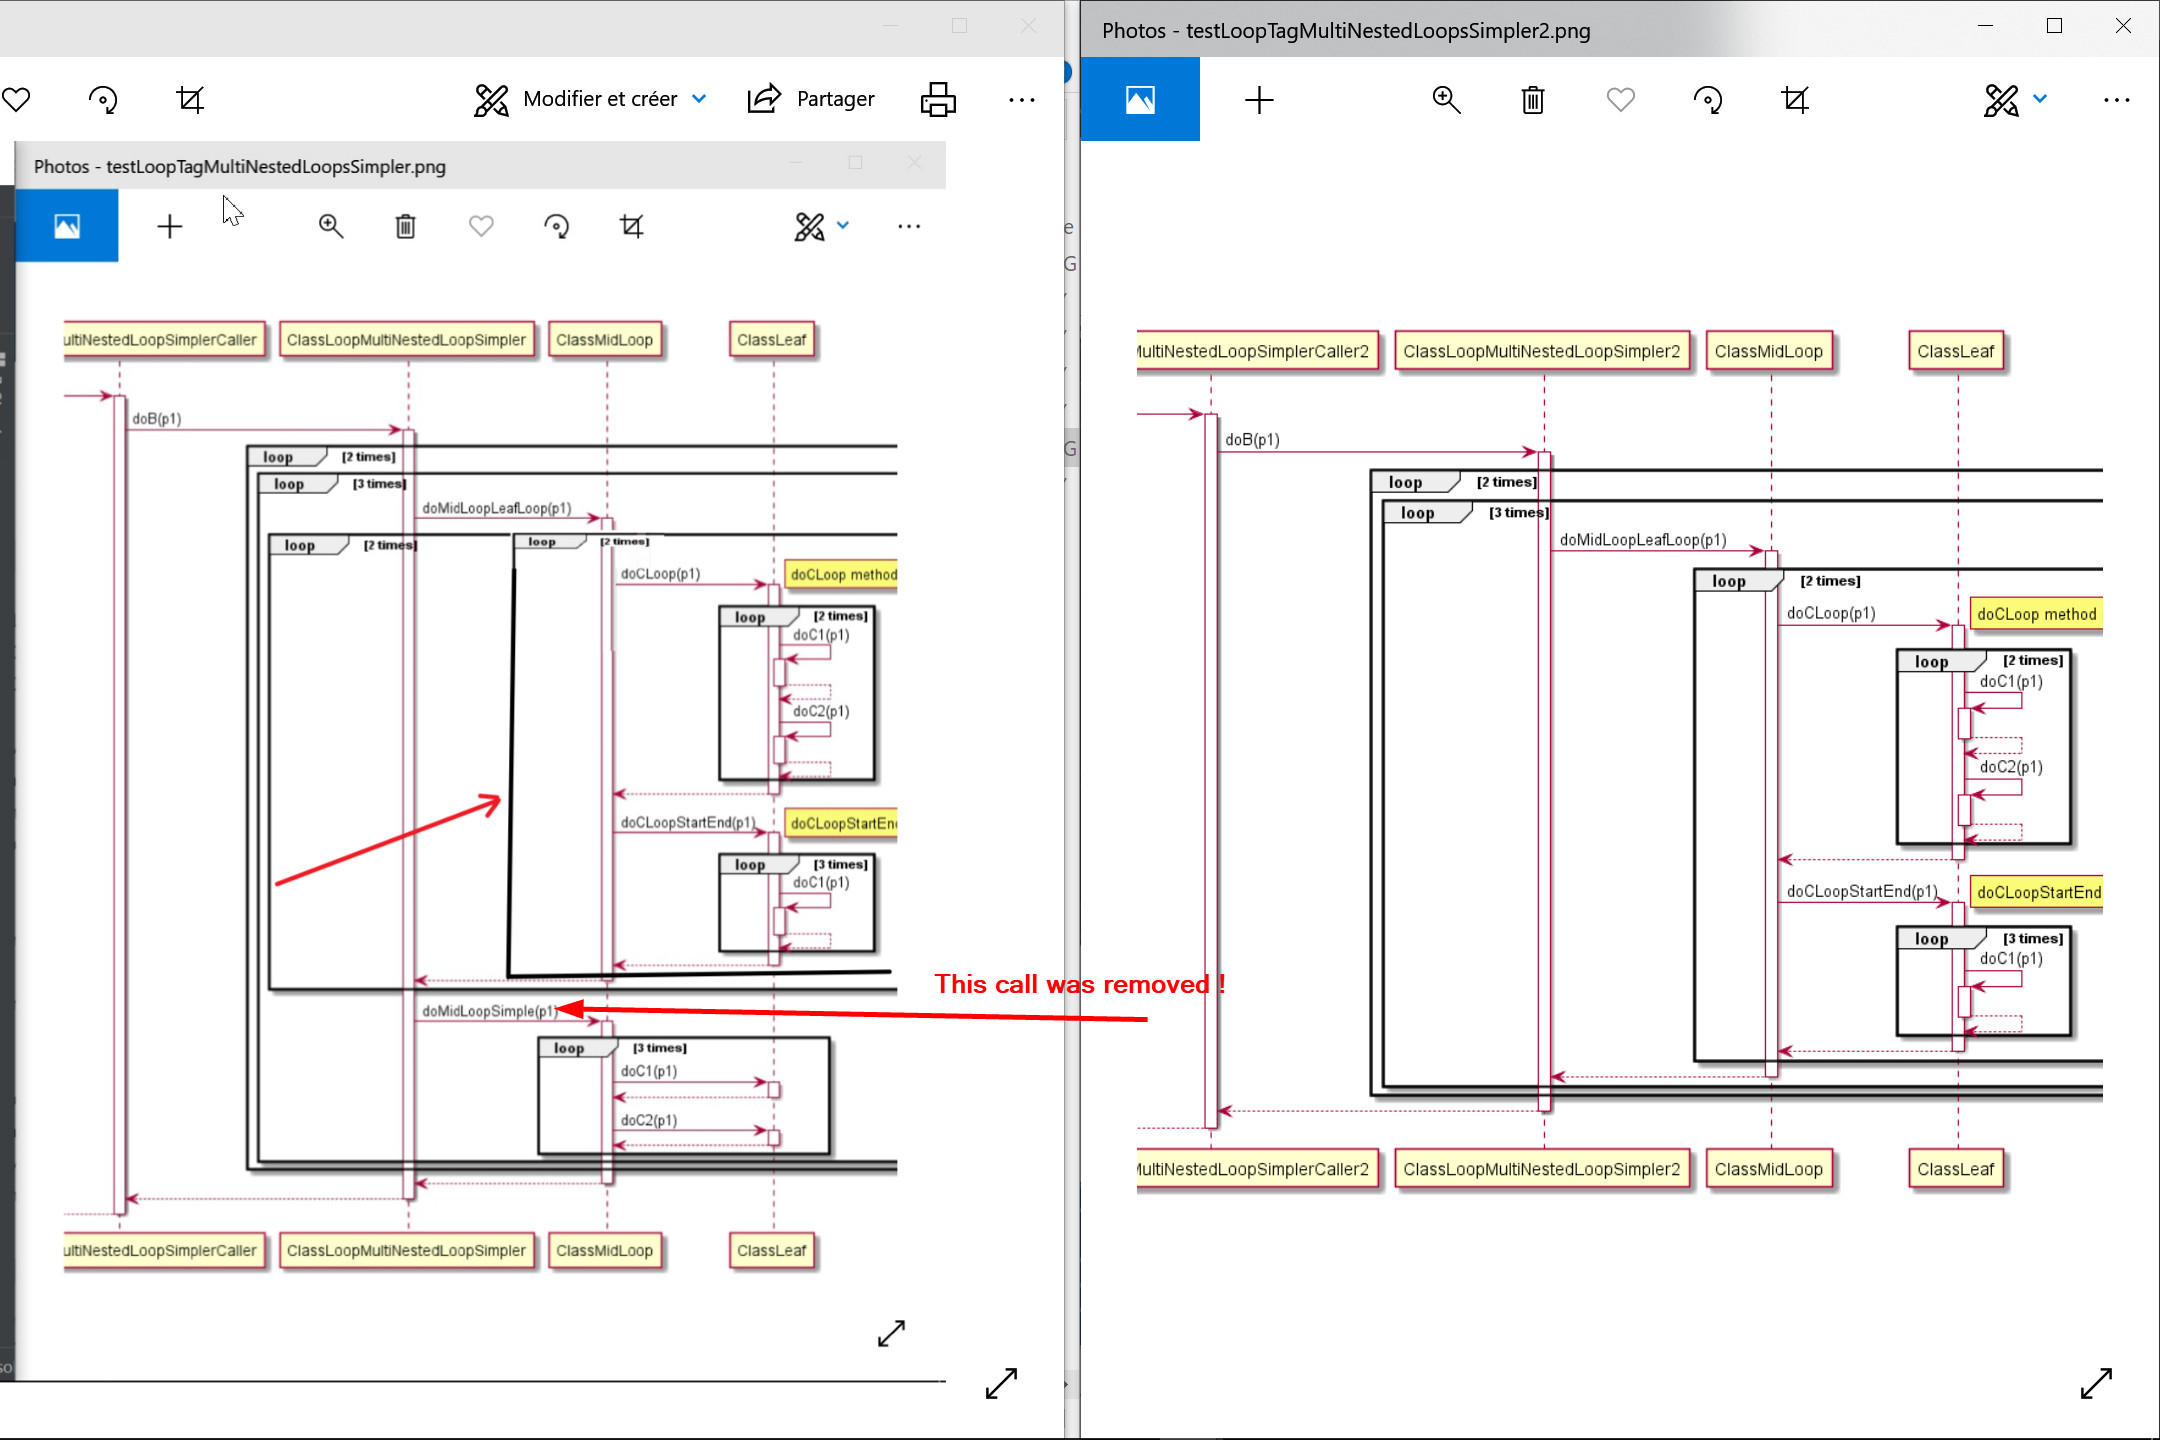 Modifier et créer
Partager
Photos - testLoopTagMultiNestedLoopsSimpler.png
ultiNestedLoopSimplerCaller
ClassLoopMultiNestedLoopSimpler
ClassMidLoop
ClassLeaf
doB(p1)
loop [2 times]
loop [3 times]
doMidLoopLeafLoop(p1)
loop [2 times]
loop [2 times]
doCLoop(p1)
doCLoop method
loop [2 times]
doC1(p1)
doC2(p1)
doCLoopStartEnd(p1)
doCLoopStartEn
loop [3 times]
doC1(p1)
This call was removed !
doMidLoopSimple(p1)
loop [3 times]
doC1(p1)
doC2(p1)
ultiNestedLoopSimplerCaller
ClassLoopMultiNestedLoopSimpler
ClassMidLoop
ClassLeaf
so
e
G
G
Photos - testLoopTagMultiNestedLoopsSimpler2.png
MultiNestedLoopSimplerCaller2
ClassLoopMultiNestedLoopSimpler2
ClassMidLoop
ClassLeaf
doB(p1)
loop [2 times]
loop [3 times]
doMidLoopLeafLoop(p1)
loop [2 times]
doCLoop(p1)
doCLoop method
loop [2 times]
doC1(p1)
doC2(p1)
doCLoopStartEnd(p1)
doCLoopStartEnd
loop [3 times]
doC1(p1)
MultiNestedLoopSimplerCaller2
ClassLoopMultiNestedLoopSimpler2
ClassMidLoop
ClassLeaf